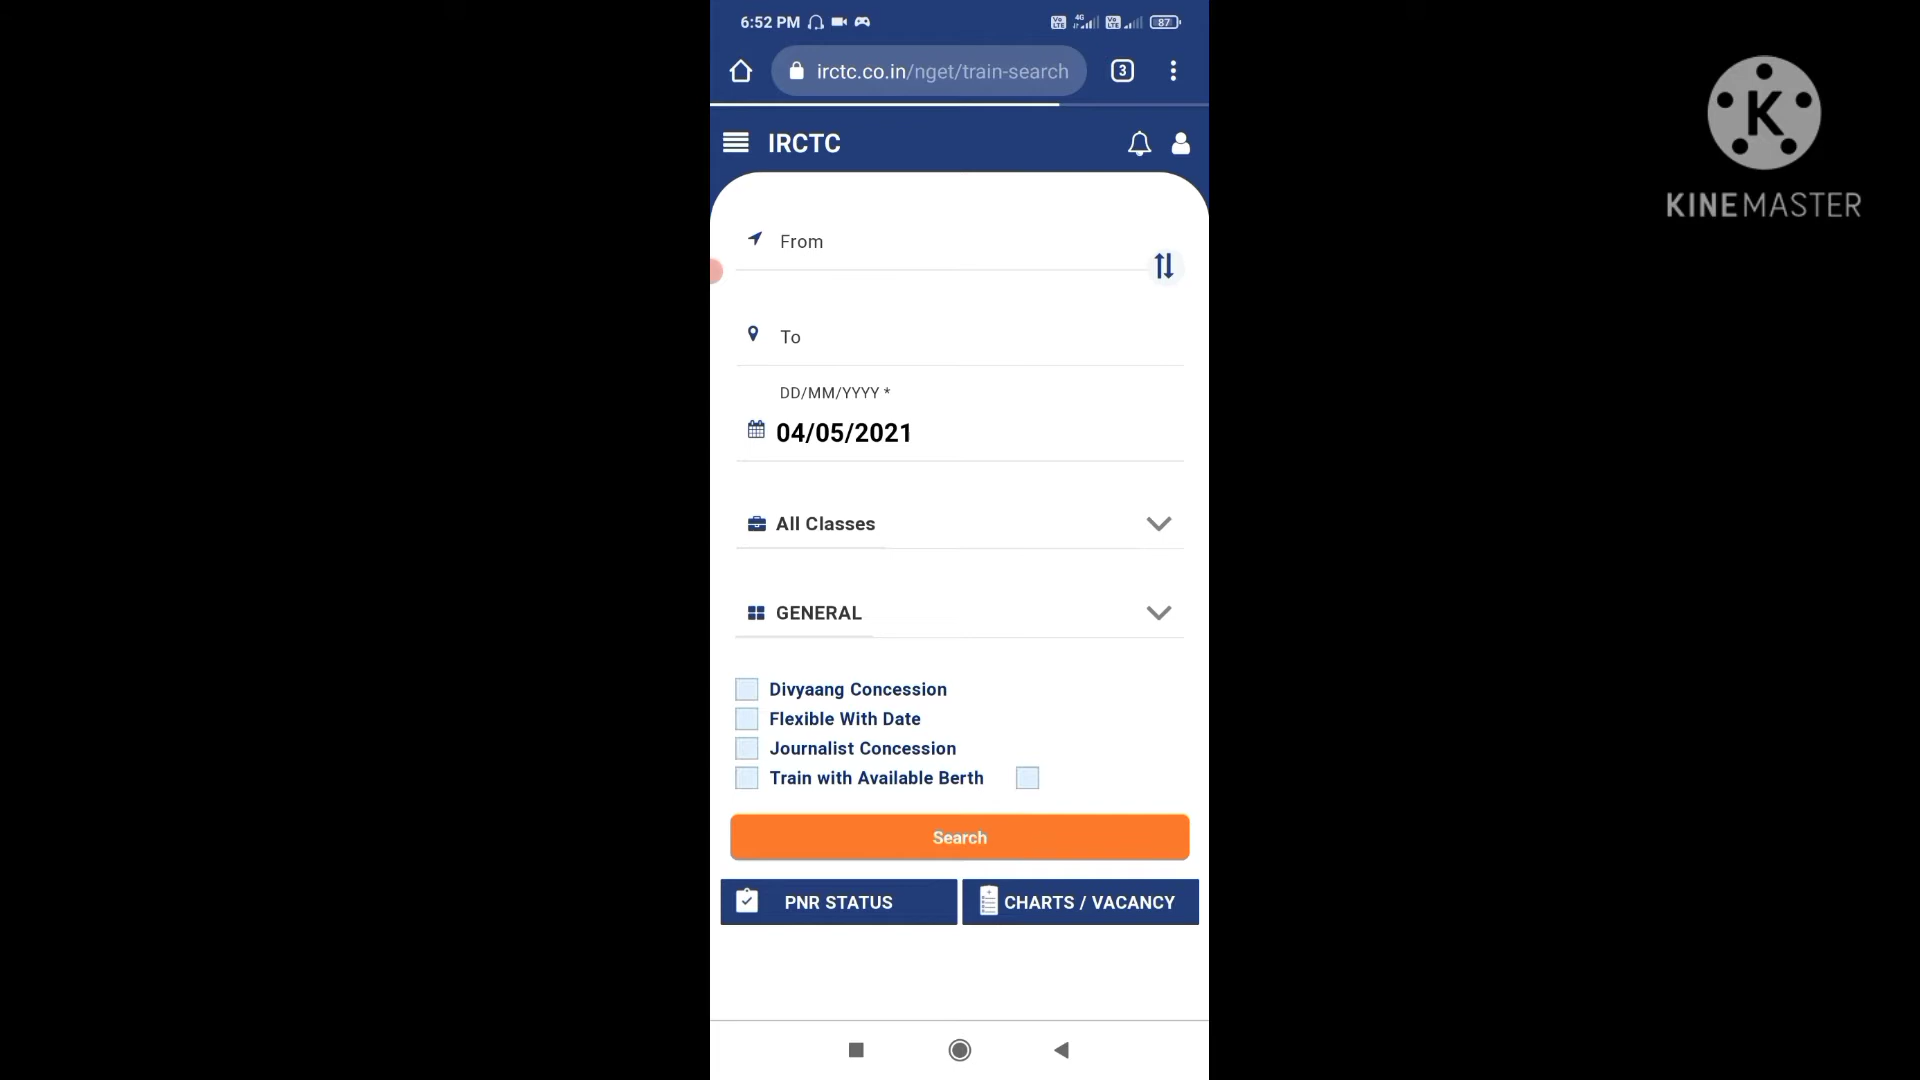 6:52 PM
4G
87
irctc.co.in/nget/train-search
3
IRCTC
From
To
DD/MM/YYYY *
04/05/2021
All Classes
GENERAL
Divyaang Concession
Flexible With Date
Journalist Concession
Train with Available Berth
Search
PNR STATUS
CHARTS / VACANCY
K
KINEMASTER